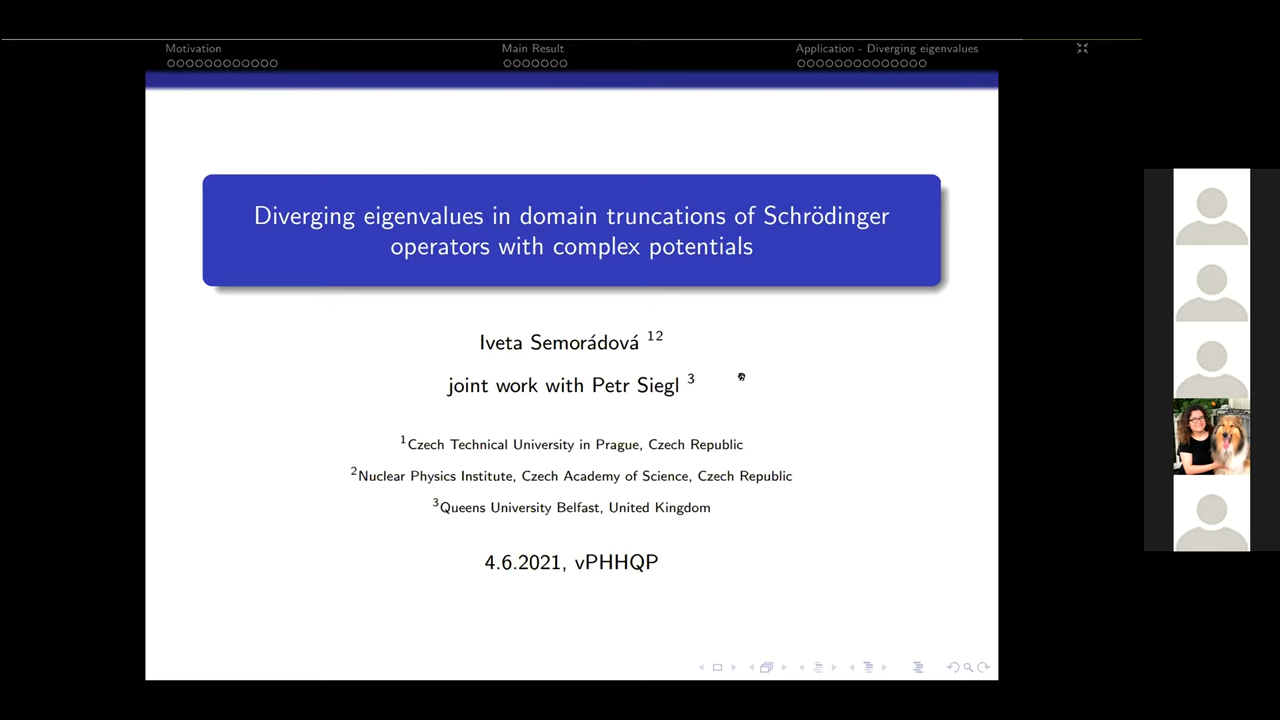 Motivation
Main Result
Application - Diverging eigenvalues
Diverging eigenvalues in domain truncations of Schrödinger
operators with complex potentials
Iveta Semorádová ¹²
joint work with Petr Siegl ³
¹Czech Technical University in Prague, Czech Republic
²Nuclear Physics Institute, Czech Academy of Science, Czech Republic
³Queens University Belfast, United Kingdom
4.6.2021, vPHHQP